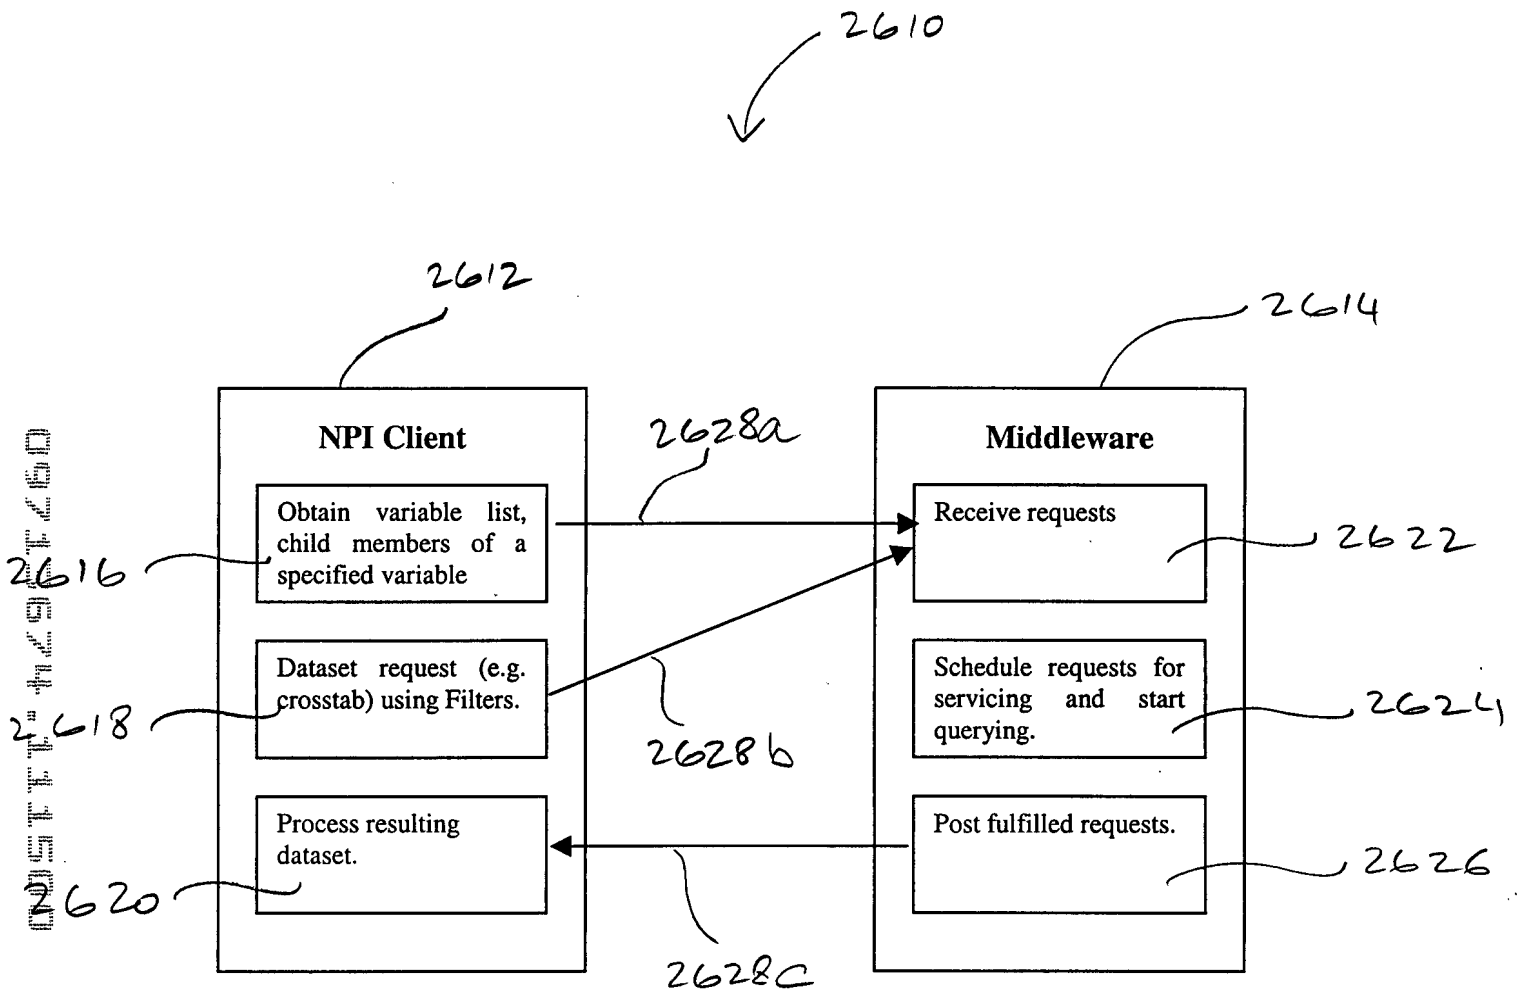 2610
2612
2614
NPI Client
Middleware
2628a
Obtain variable list,
child members of a
specified variable
Receive requests
2616
2622
Dataset request (e.g.
crosstab) using Filters.
Schedule requests for
servicing and start
querying.
2618
2624
2628b
Process resulting
dataset.
Post fulfilled requests.
2620
2626
2628c